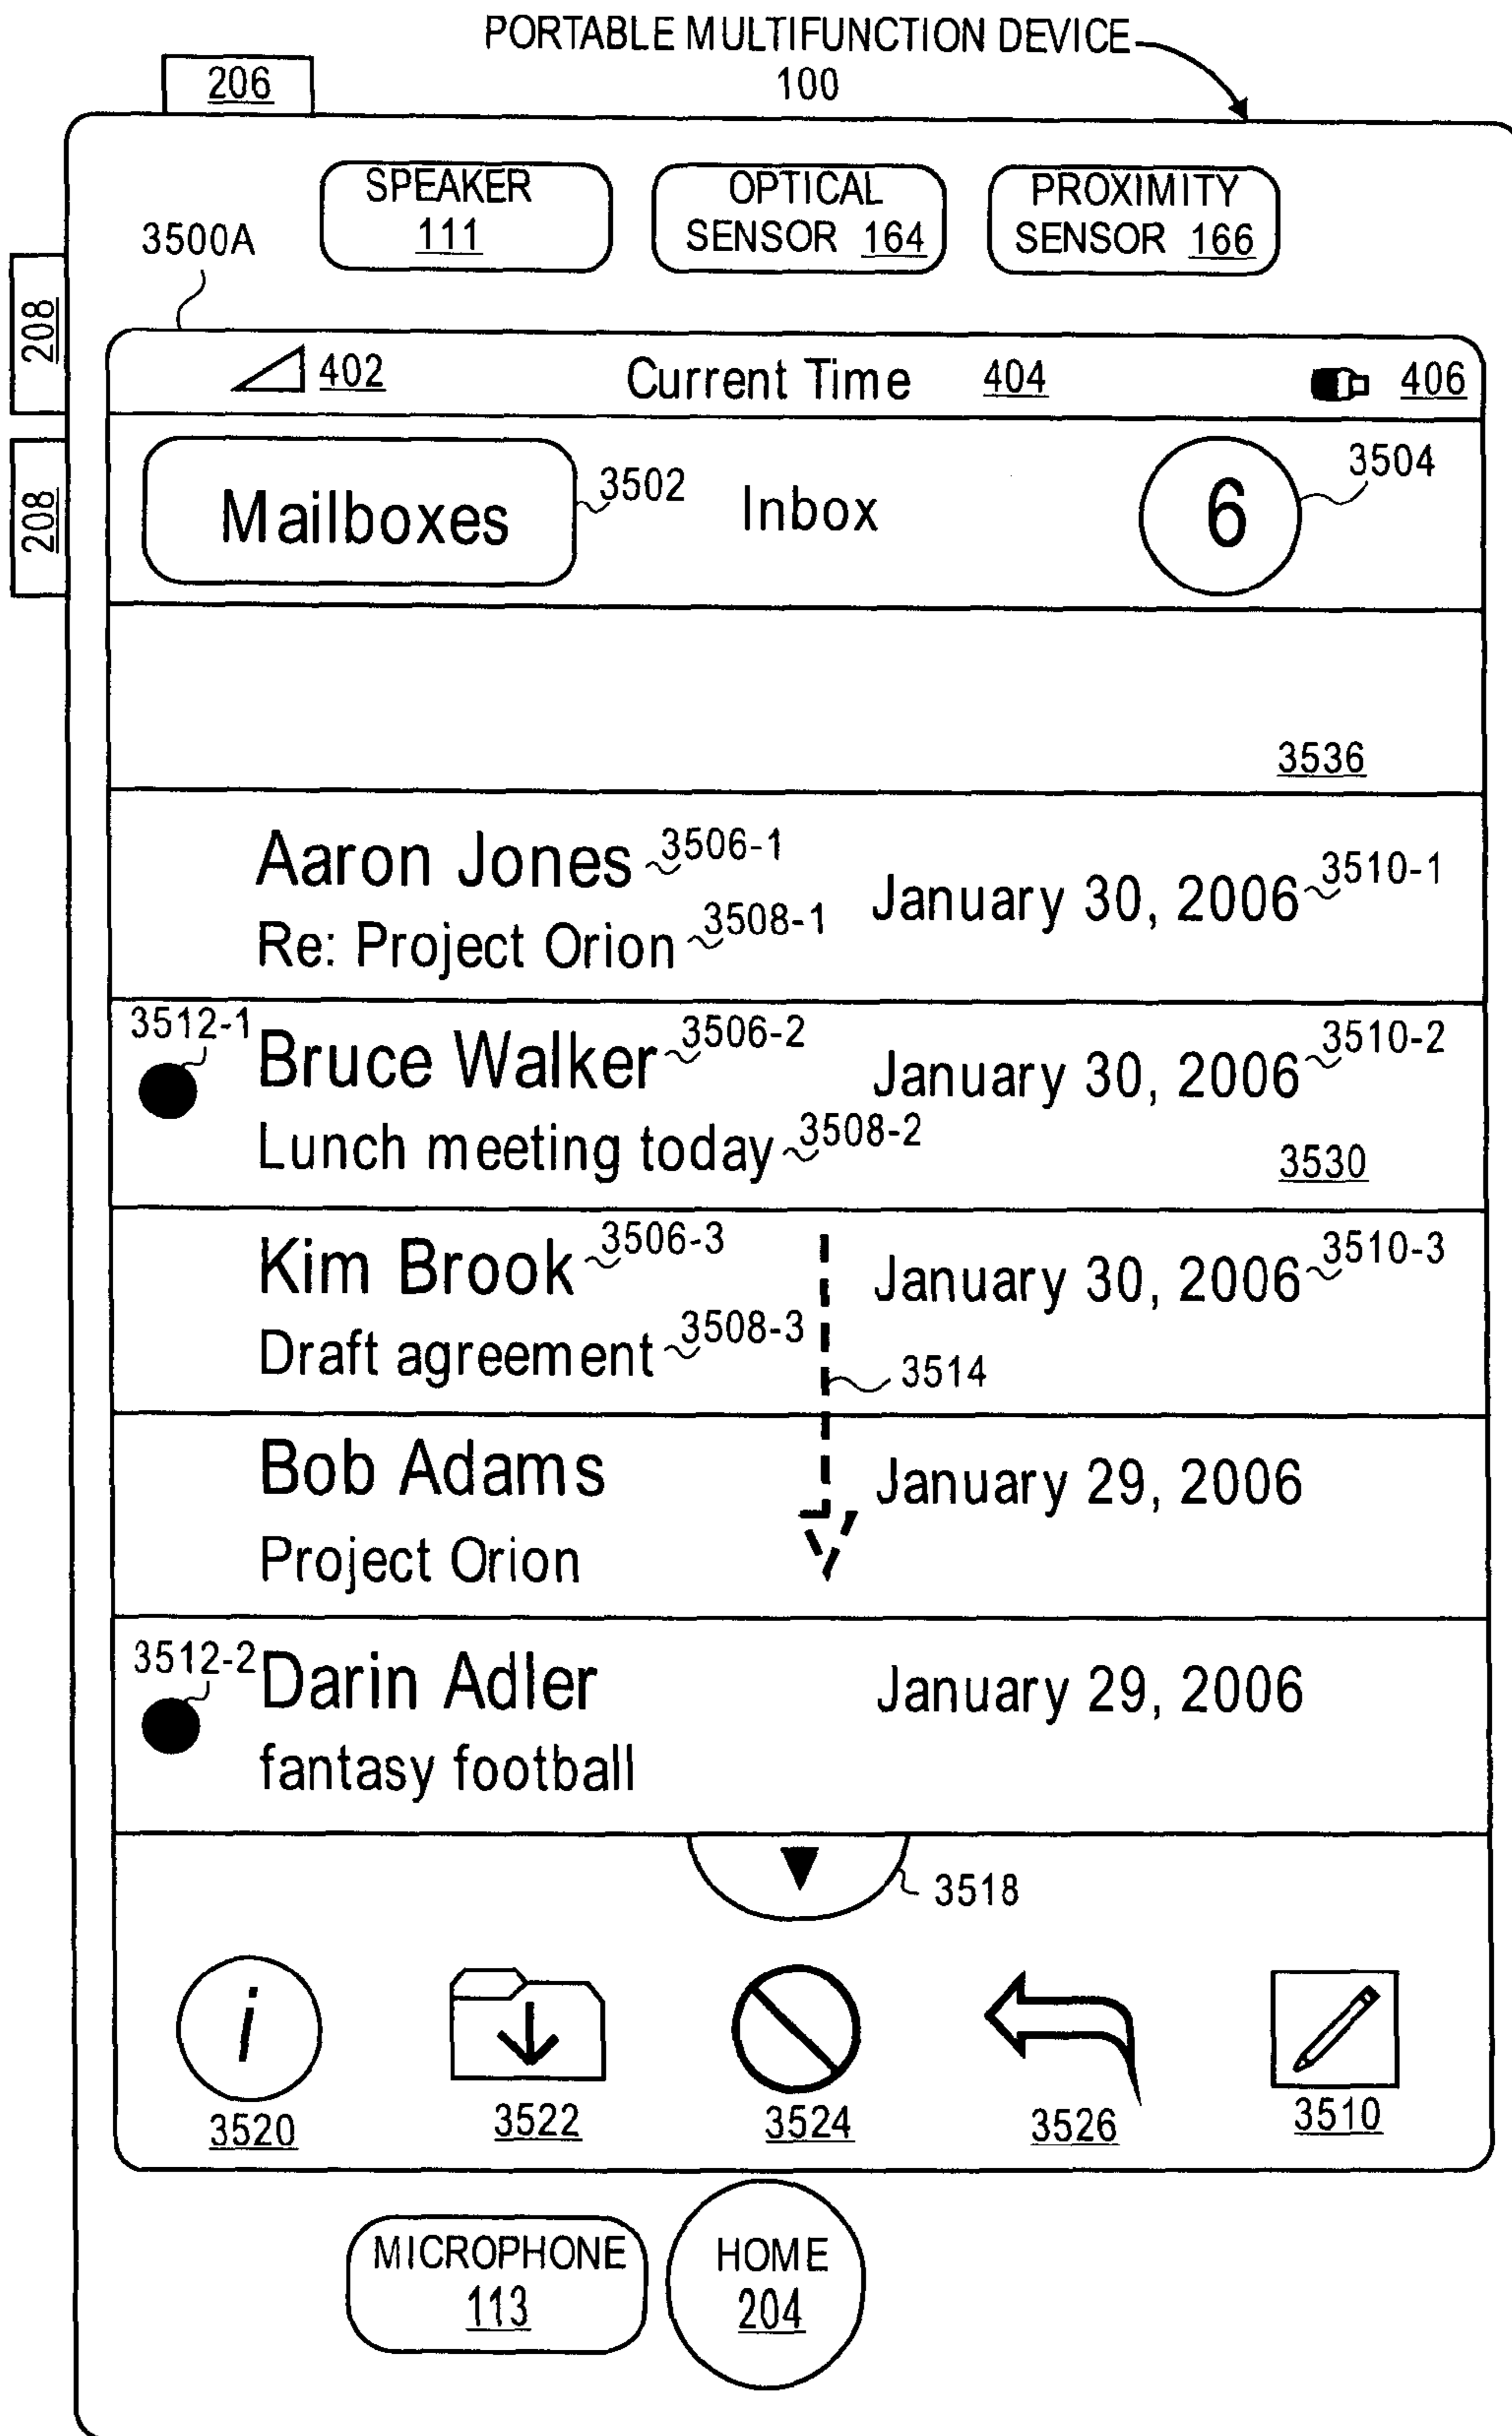 PORTABLE MULTIFUNCTION DEVICE
100
206
SPEAKER
111
OPTICAL
SENSOR 164
PROXIMITY
SENSOR 166
3500A
208
208
402
Current Time 404
406
Mailboxes
3502
Inbox
6
3504
3536
Aaron Jones 3506-1
January 30, 2006 3510-1
Re: Project Orion 3508-1
3512-1
Bruce Walker 3506-2
January 30, 2006 3510-2
Lunch meeting today 3508-2
3530
Kim Brook 3506-3
January 30, 2006 3510-3
Draft agreement 3508-3
3514
Bob Adams
January 29, 2006
Project Orion
3512-2
Darin Adler
January 29, 2006
fantasy football
3518
i
3520
3522
3524
3526
3510
MICROPHONE
113
HOME
204